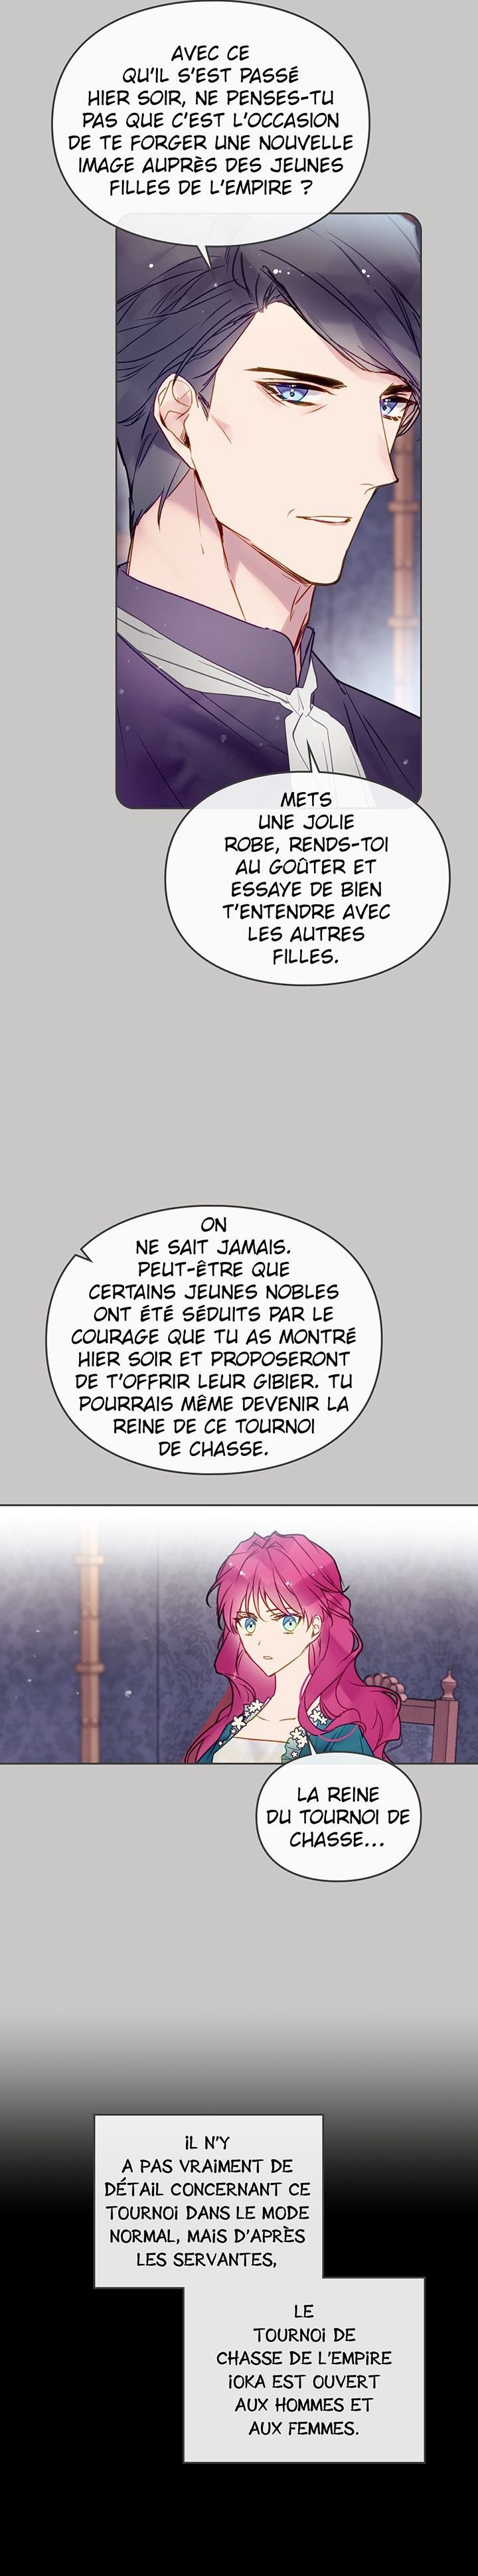 AVEC CE
QU'IL S'EST PASSÉ
HIER SOIR, NE PENSES-TU
PAS QUE C'EST L'OCCASION
DE TE FORGER UNE NOUVELLE
IMAGE AUPRÈS DES JEUNES
FILLES DE L'EMPIRE ?
METS
UNE JOLIE
ROBE, RENDS-TOI
AU GOÛTER ET
ESSAYE DE BIEN
T'ENTENDRE AVEC
LES AUTRES
FILLES.
ON
NE SAIT JAMAIS.
PEUT-ÊTRE QUE
CERTAINS JEUNES NOBLES
ONT ÉTÉ SÉDUITS PAR LE
COURAGE QUE TU AS MONTRÉ
HIER SOIR ET PROPOSERONT
DE T'OFFRIR LEUR GIBIER. TU
POURRAIS MÊME DEVENIR LA
REINE DE CE TOURNOI
DE CHASSE.
LA REINE
DU TOURNOI DE
CHASSE...
IL N'Y
A PAS VRAIMENT DE
DÉTAIL CONCERNANT CE
TOURNOI DANS LE MODE
NORMAL, MAIS D'APRÈS
LES SERVANTES,
LE
TOURNOI DE
CHASSE DE L'EMPIRE
IOKA EST OUVERT
AUX HOMMES ET
AUX FEMMES.